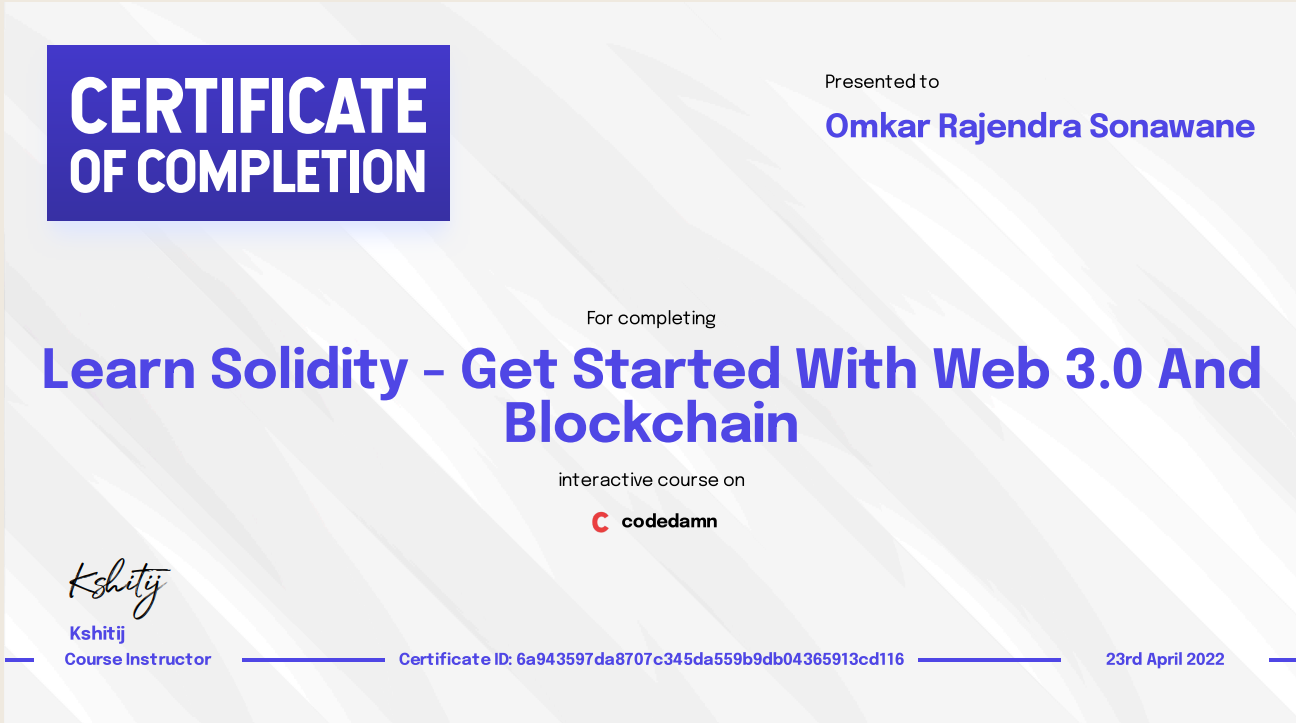 CERTIFICATE
OF COMPLETION
Presented to
Omkar Rajendra Sonawane
For completing
Learn Solidity - Get Started With Web 3.0 And
Blockchain
interactive course on
codedamn
Kshitij
Kshitij
Course Instructor
Certificate ID: 6a943597da8707c345da559b9db04365913cd116
23rd April 2022